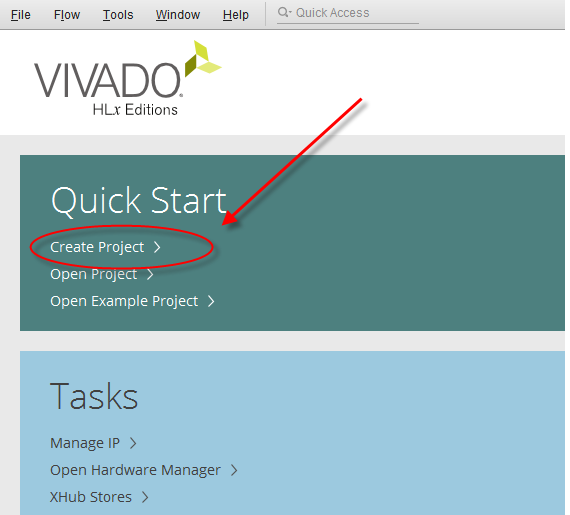 File Flow Tools Window Help Quick Access
VIVADO®
HLx Editions
Quick Start
Create Project >
Open Project >
Open Example Project >
Tasks
Manage IP >
Open Hardware Manager >
XHub Stores >